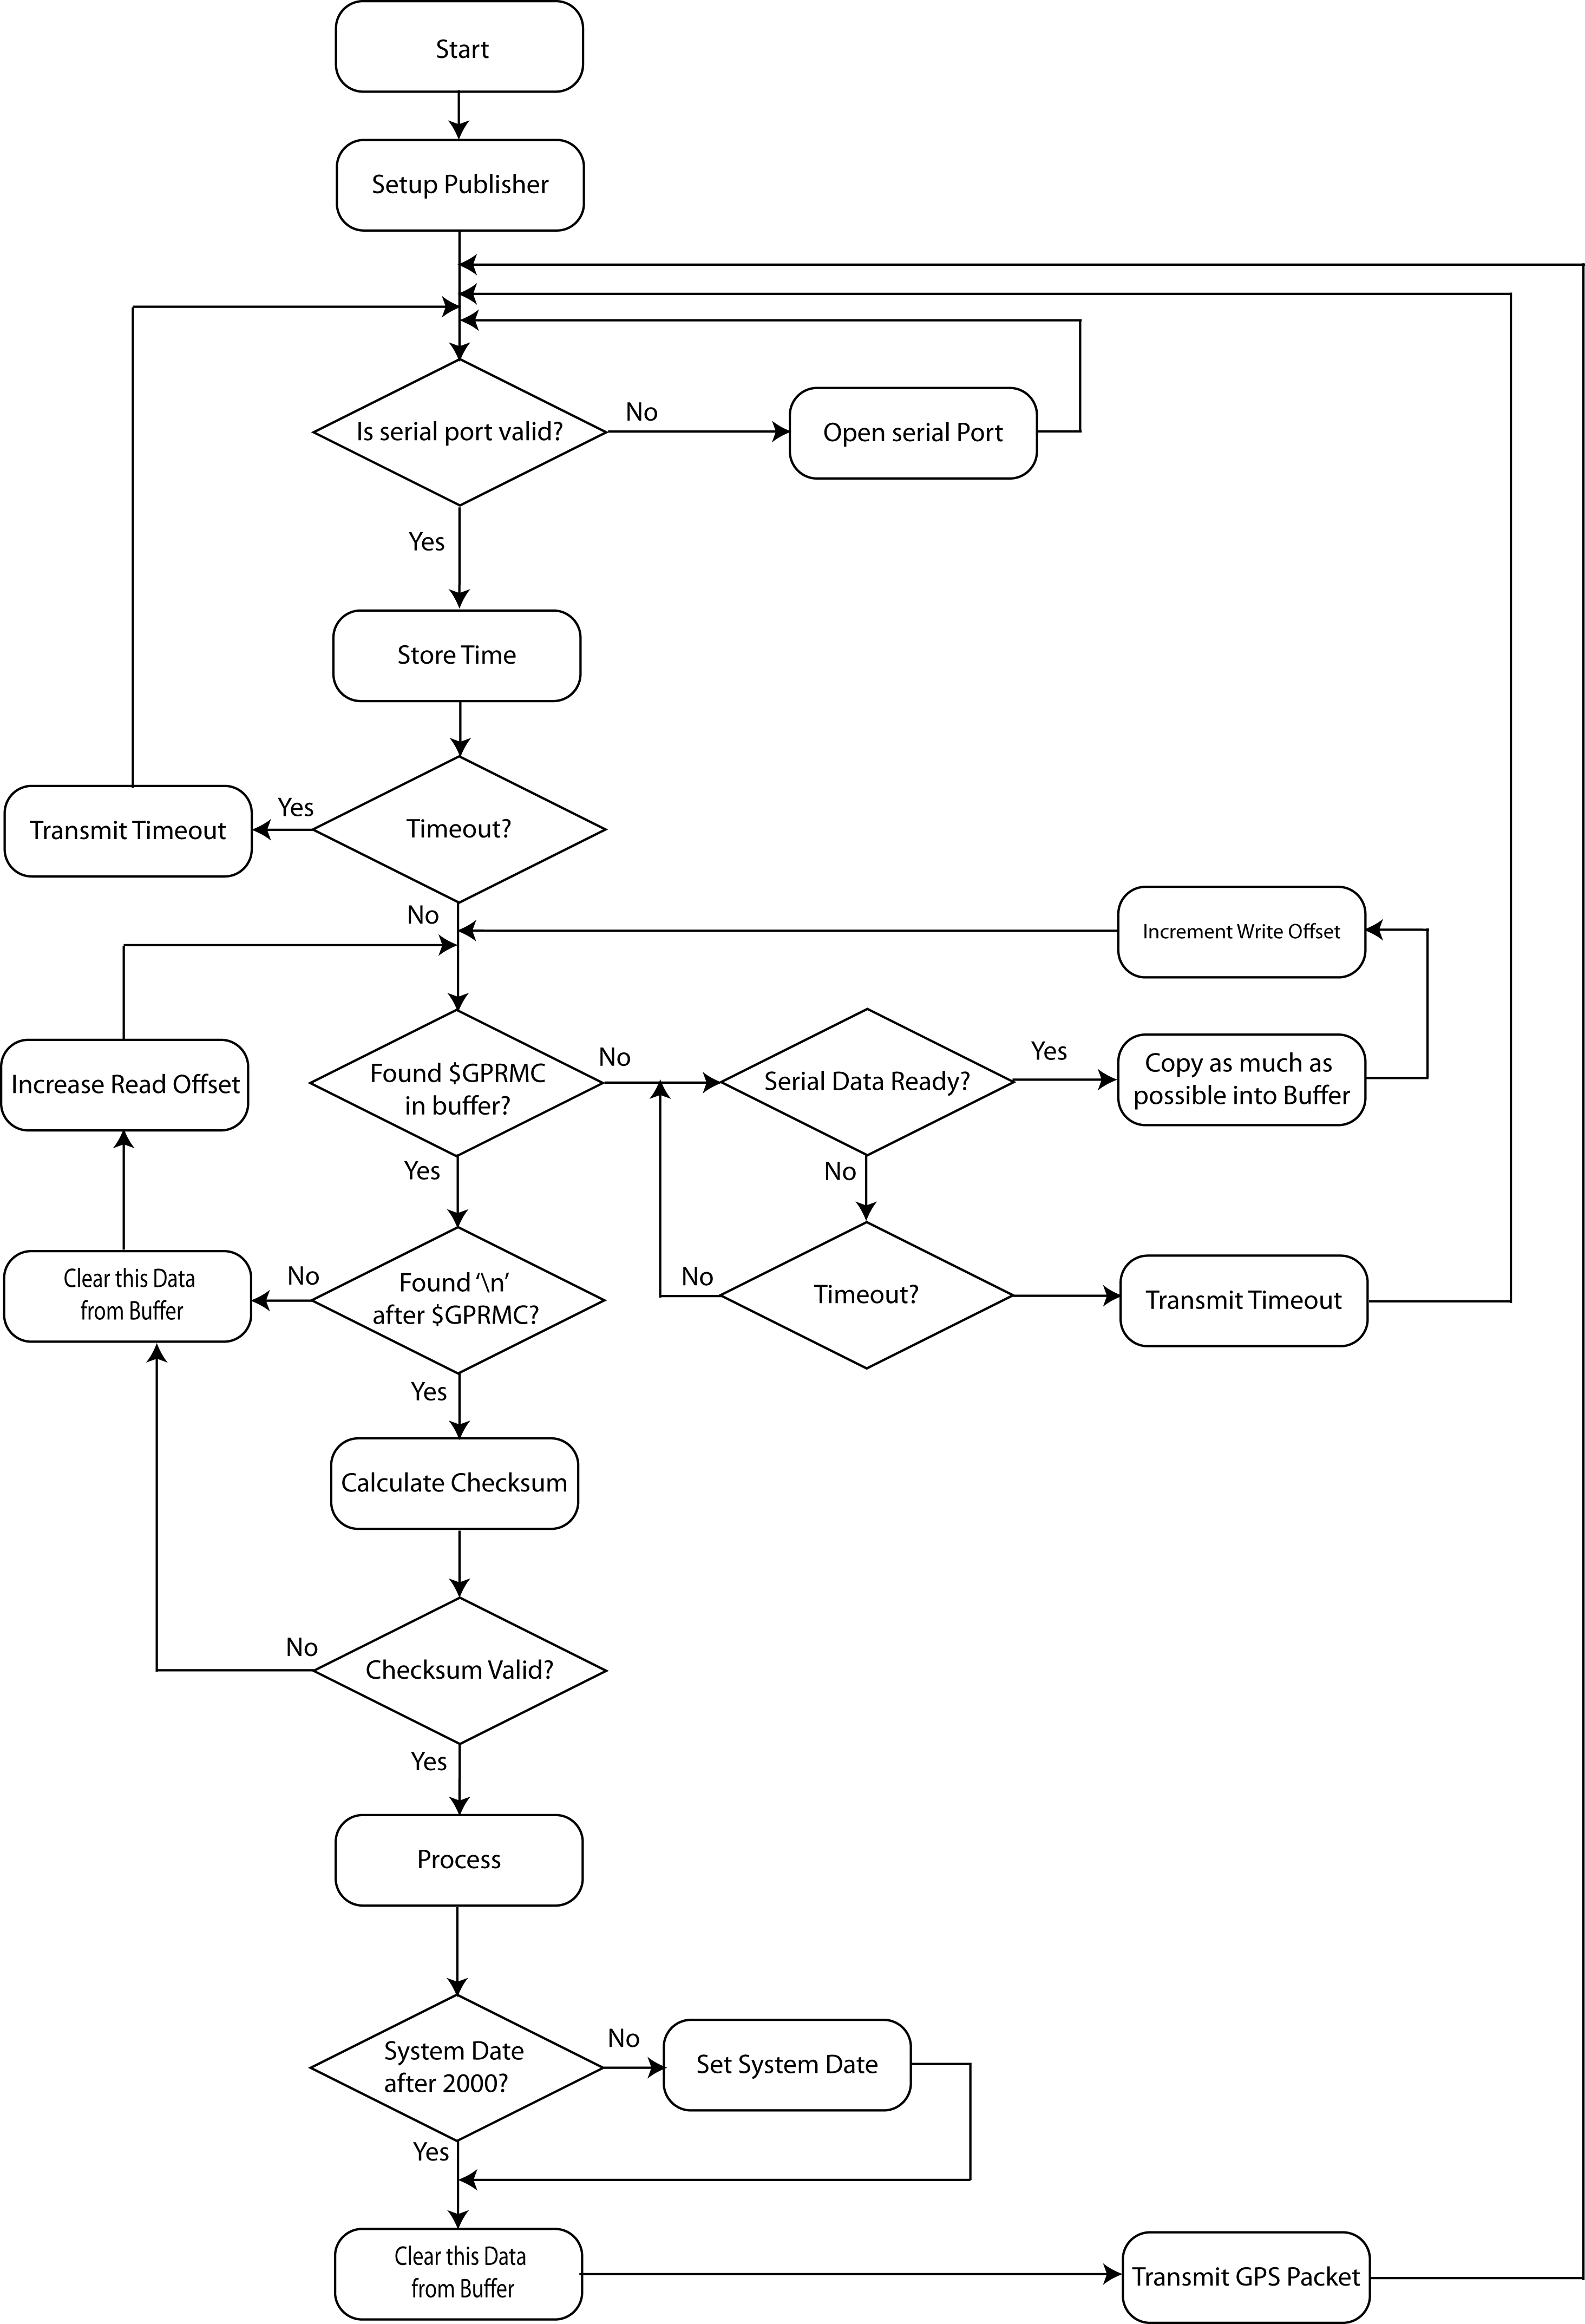 Start
Setup Publisher
Is serial port valid?
No
Open serial Port
Yes
Store Time
Timeout?
Yes
Transmit Timeout
No
Increment Write Offset
Increase Read Offset
Found $GPRMC
in buffer?
No
Serial Data Ready?
Yes
Copy as much as
possible into Buffer
Yes
No
Clear this Data
from Buffer
No
Found ‘\n’
after $GPRMC?
No
Timeout?
Transmit Timeout
Yes
Calculate Checksum
No
Checksum Valid?
Yes
Process
System Date
after 2000?
No
Set System Date
Yes
Clear this Data
from Buffer
Transmit GPS Packet